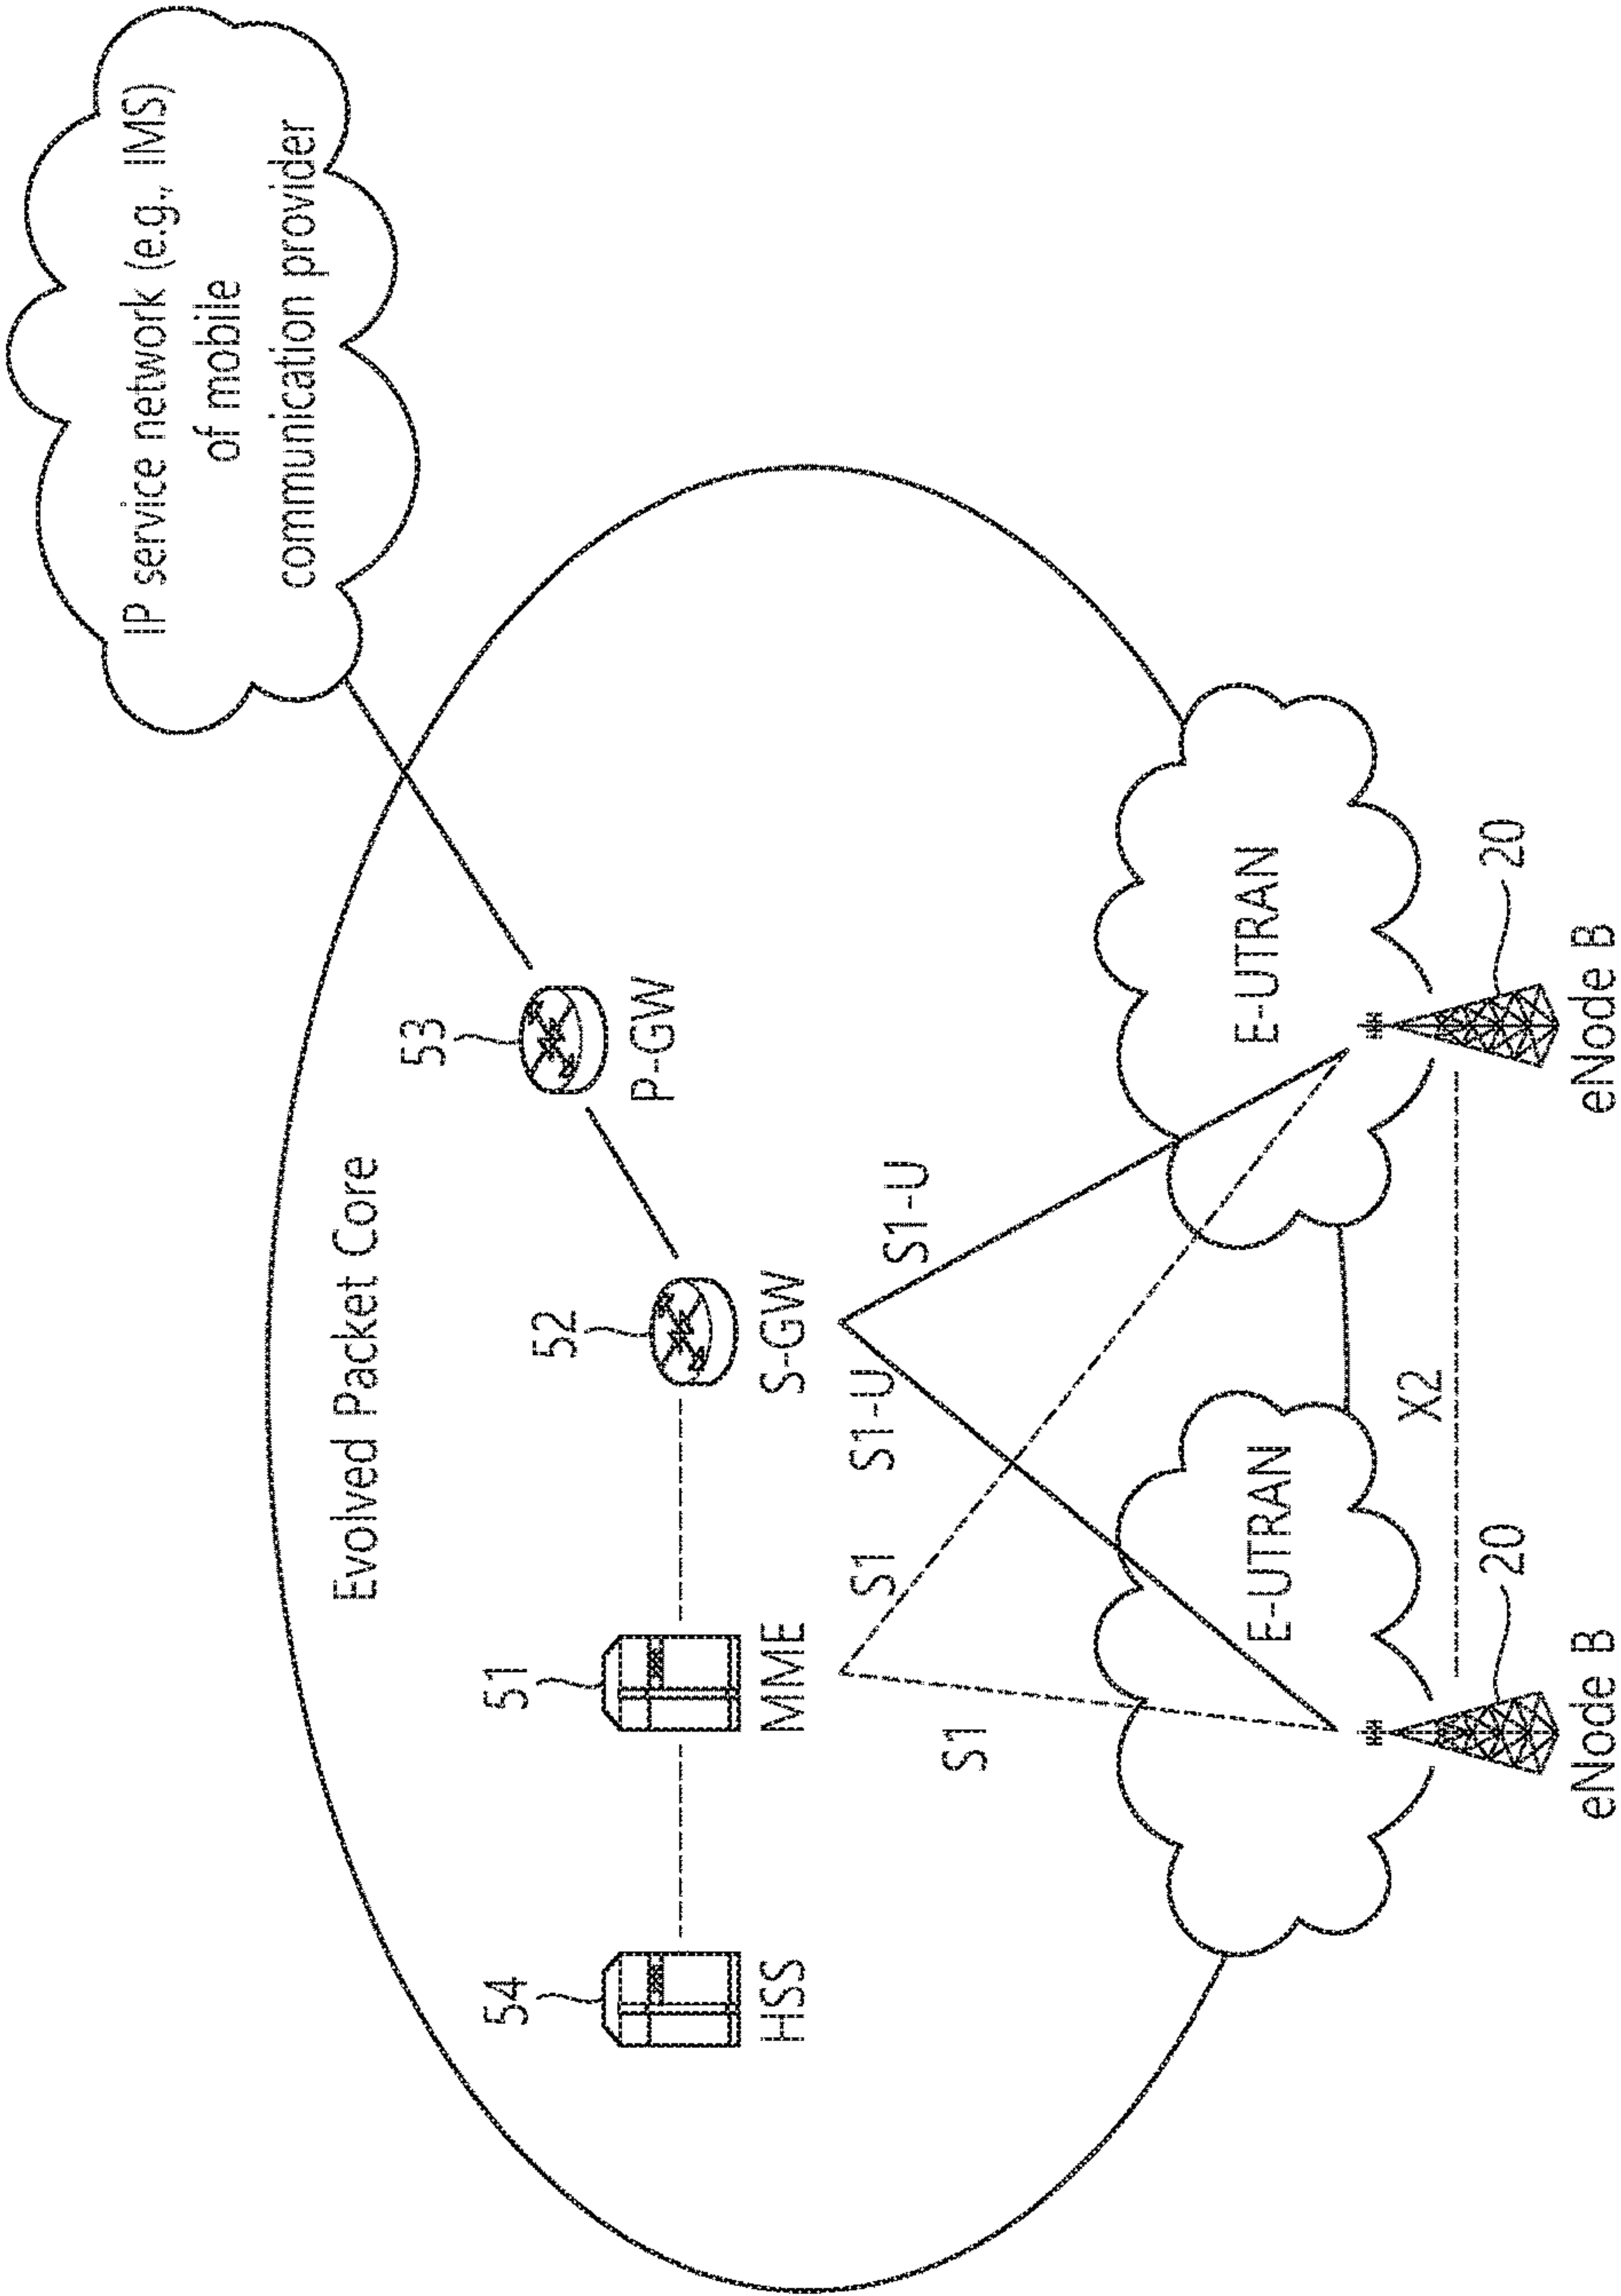 IP service network (e.g., IMS)
of mobile
communication provider
Evolved Packet Core
53
P-GW
52
S-GW
51
MME
54
HSS
S1-U
S1-U
S1
S1
E-UTRAN
E-UTRAN
X2
20
20
eNode B
eNode B